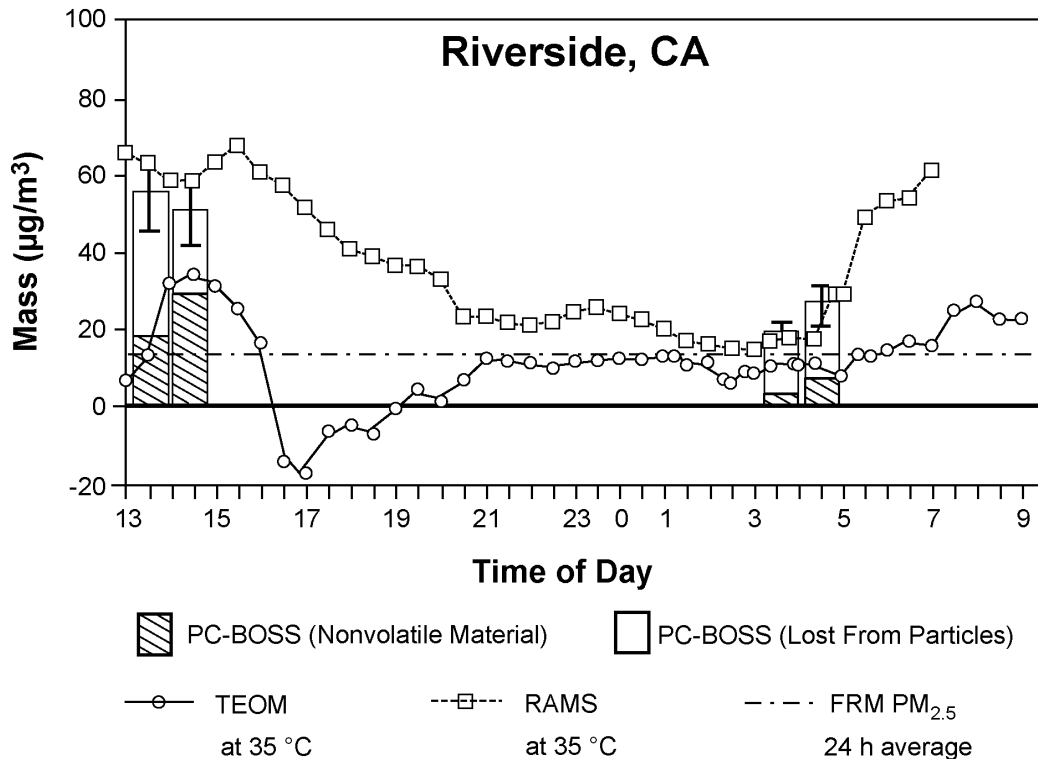 Riverside, CA
Mass (µg/m³)
100
80
60
40
20
0
-20
13 15 17 19 21 23 0 1 3 5 7 9
Time of Day
PC-BOSS (Nonvolatile Material) PC-BOSS (Lost From Particles)
TEOM RAMS FRM PM₂.₅
at 35 °C at 35 °C 24 h average